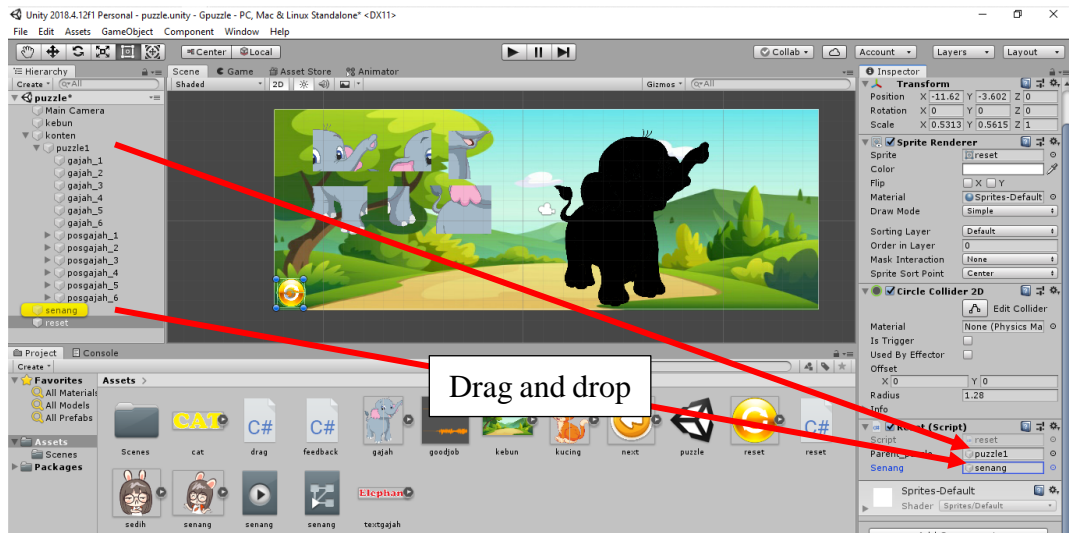 Unity 2018.4.12f1 Personal - puzzle.unity - Gpuzzle - PC, Mac & Linux Standalone* <DX11>
File Edit Assets GameObject Component Window Help
Center Local Collab Account Layers Layout
Hierarchy
Create All
puzzle*
Main Camera
kebun
konten
puzzle1
gajah_1
gajah_2
gajah_3
gajah_4
gajah_5
gajah_6
posgajah_1
posgajah_2
posgajah_3
posgajah_4
posgajah_5
posgajah_6
senang
reset
Scene Game Asset Store Animator
Shaded 2D Gizmos All
Drag and drop
Project Console
Create
Favorites
All Materials
All Models
All Prefabs
Assets
Scenes
Packages
Assets >
CAT C# C# C#
Scenes cat drag feedback gajah goodjob kebun kucing next puzzle reset reset
Elephan
sedih senang senang senang textgajah
Inspector
Transform
Position X -11.62 Y -3.602 Z 0
Rotation X 0 Y 0 Z 0
Scale X 0.5313 Y 0.5615 Z 1
Sprite Renderer
Sprite reset
Color
Flip X Y
Material Sprites-Default
Draw Mode Simple
Sorting Layer Default
Order in Layer 0
Mask Interaction None
Sprite Sort Point Center
Circle Collider 2D
Edit Collider
Material None (Physics Ma
Is Trigger
Used By Effector
Offset
X 0 Y 0
Radius 1.28
Info
(Script)
Script reset
puzzle1
Senang senang
Sprites-Default
Shader Sprites/Default